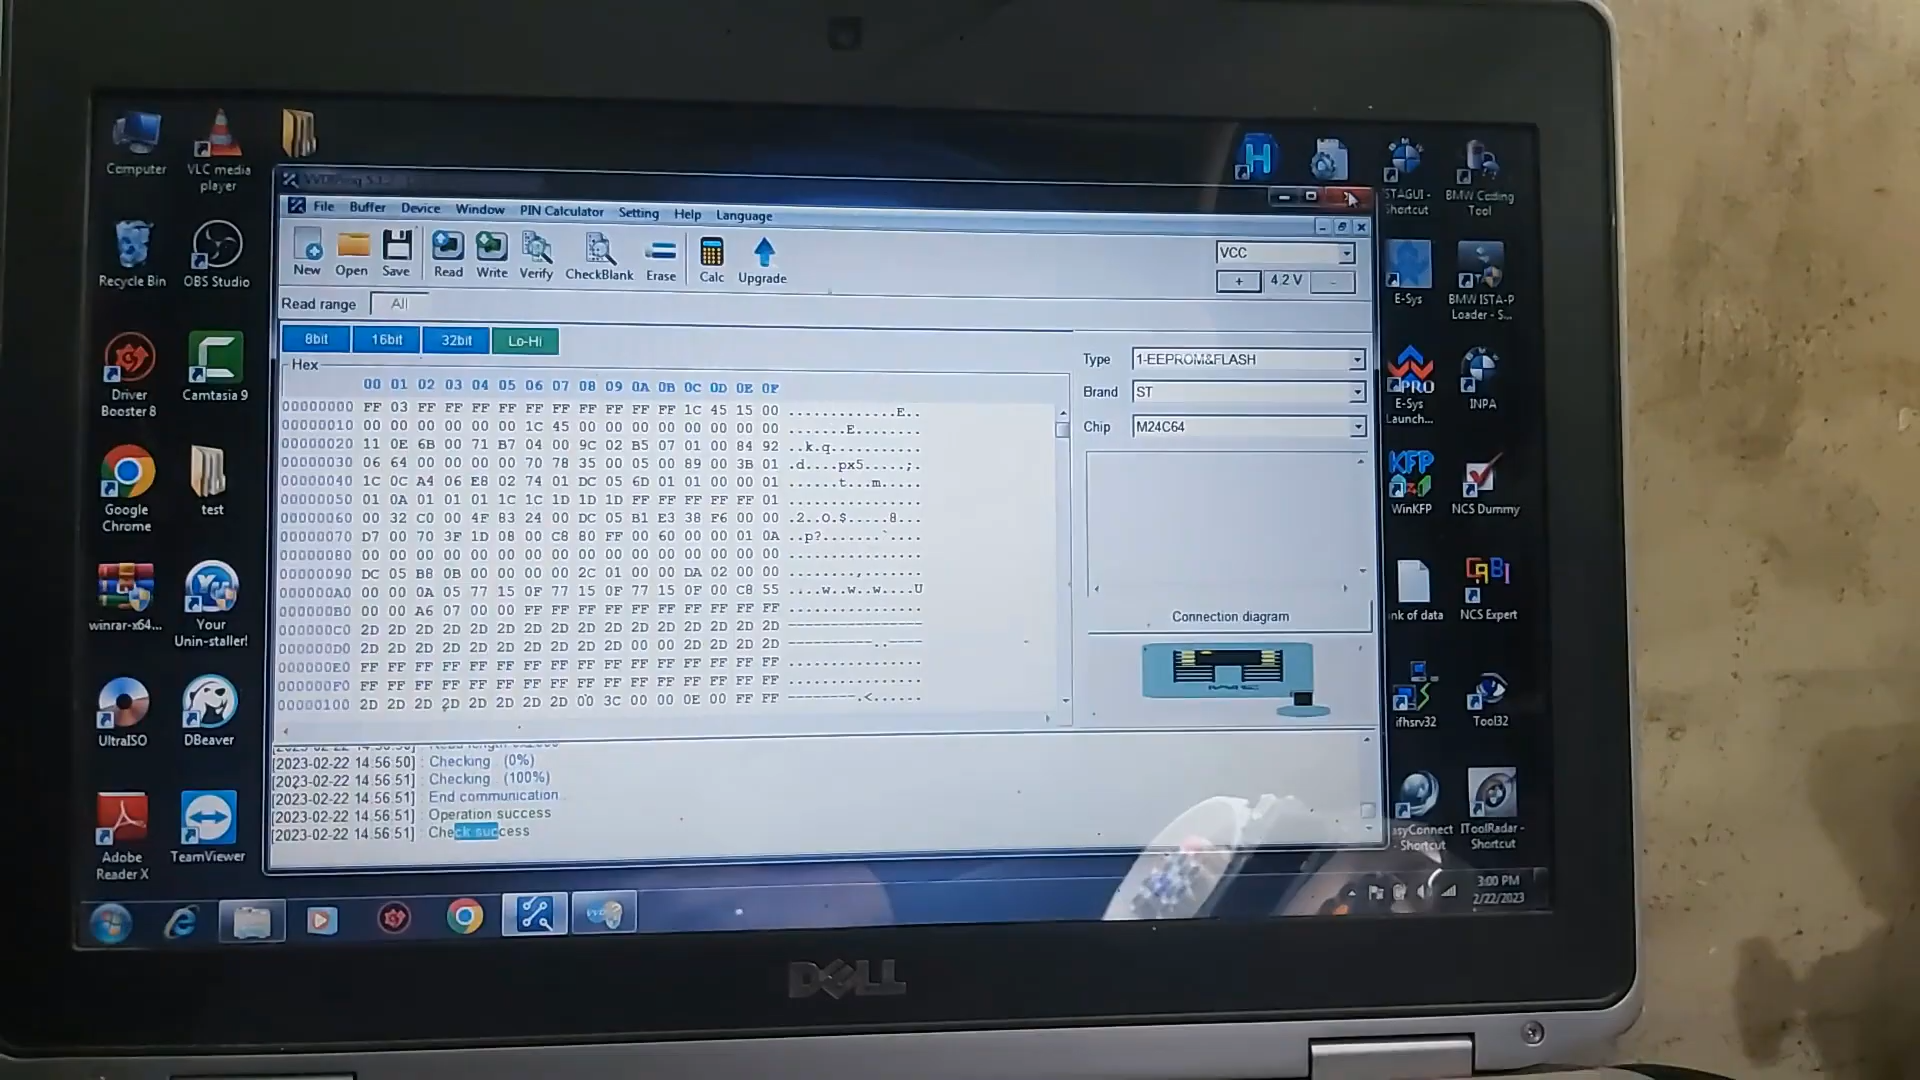 Computer
VLC media player
Recycle Bin
OBS Studio
Driver Booster 8
Camtasia 9
Google Chrome
test
winrar-x64...
Your Unin-staller!
UltraISO
DBeaver
Adobe Reader X
TeamViewer
File Buffer Device Window PIN Calculator Setting Help Language
New Open Save Read Write Verify CheckBlank Erase Calc Upgrade
VCC
+ 4.2 V -
Read range All
8bit 16bit 32bit Lo-Hi
Hex
00 01 02 03 04 05 06 07 08 09 0A 0B 0C 0D 0E 0F
00000000 FF 03 FF FF FF FF FF FF FF FF FF FF 1C 45 15 00 .............E..
00000010 00 00 00 00 00 00 1C 45 00 00 00 00 00 00 00 00 .......E........
00000020 11 0E 6B 00 71 B7 04 00 9C 02 B5 07 01 00 84 92 ..k.q...........
00000030 06 64 00 00 00 00 70 78 35 00 05 00 89 00 3B 01 .d....px5.....;.
00000040 1C 0C A4 06 E8 02 74 01 DC 05 6D 01 01 00 00 01 ......t...m.....
00000050 01 0A 01 01 01 1C 1C 1D 1D 1D FF FF FF FF FF 01 ................
00000060 00 32 C0 00 4F 83 24 00 DC 05 B1 E3 38 F6 00 00 .2..O.$.....8...
00000070 D7 00 70 3F 1D 08 00 C8 80 FF 00 60 00 00 01 0A ..p?.......`....
00000080 00 00 00 00 00 00 00 00 00 00 00 00 00 00 00 00 ................
00000090 DC 05 B8 0B 00 00 00 00 2C 01 00 00 DA 02 00 00 ........,.......
000000A0 00 00 0A 05 77 15 0F 77 15 0F 77 15 0F 00 C8 55 ....w..w..w....U
000000B0 00 00 A6 07 00 00 FF FF FF FF FF FF FF FF FF FF ................
000000C0 2D 2D 2D 2D 2D 2D 2D 2D 2D 2D 2D 2D 2D 2D 2D 2D ----------------
000000D0 2D 2D 2D 2D 2D 2D 2D 2D 2D 2D 00 00 2D 2D 2D 2D ----------..----
000000E0 FF FF FF FF FF FF FF FF FF FF FF FF FF FF FF FF ................
000000F0 FF FF FF FF FF FF FF FF FF FF FF FF FF FF FF FF ................
00000100 2D 2D 2D 2D 2D 2D 2D 2D 00 3C 00 00 0E 00 FF FF --------.<......
Type 1-EEPROM&FLASH
Brand ST
Chip M24C64
Connection diagram
[2023-02-22 14:56:50] : Checking (0%)
[2023-02-22 14:56:51] : Checking (100%)
[2023-02-22 14:56:51] : End communication
[2023-02-22 14:56:51] : Operation success
[2023-02-22 14:56:51] : Check success
H
STAGUI - Shortcut
BMW Coding Tool
E-Sys
BMW ISTA-P Loader - S...
PRO
E-Sys Launch...
INPA
KFP
WinKFP
NCS Dummy
nk of data
NCS Expert
ifhsrv32
Tool32
asyConnect - Shortcut
IToolRadar - Shortcut
3:00 PM
2/22/2023
DELL